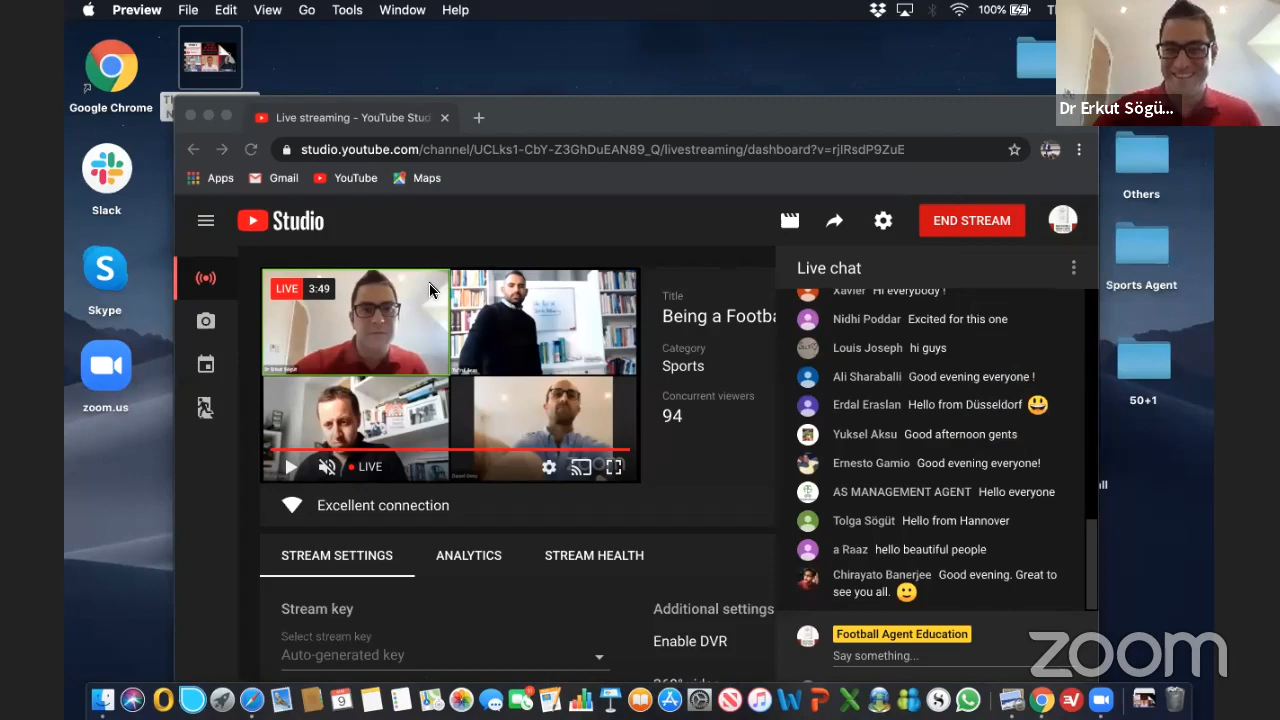 Preview File Edit View Go Tools Window Help
100%
Google Chrome
Slack
Skype
zoom.us
Live streaming - YouTube Stud
studio.youtube.com/channel/UCLks1-CbY-Z3GhDuEAN89_Q/livestreaming/dashboard?v=rjlRsdP9ZuE
Apps Gmail YouTube Maps
Studio
END STREAM
LIVE 3:49
Dr Erkut Sögüt
LIVE
Excellent connection
Title
Being a Footba
Category
Sports
Concurrent viewers
94
STREAM SETTINGS ANALYTICS STREAM HEALTH
Stream key
Select stream key
Auto-generated key
Additional settings
Enable DVR
Live chat
Xavier Hi everybody !
Nidhi Poddar Excited for this one
Louis Joseph hi guys
Ali Sharaballi Good evening everyone !
Erdal Eraslan Hello from Düsseldorf 😃
Yuksel Aksu Good afternoon gents
Ernesto Gamio Good evening everyone!
AS MANAGEMENT AGENT Hello everyone
Tolga Sögüt Hello from Hannover
a Raaz hello beautiful people
Chirayato Banerjee Good evening. Great to
see you all. 🙂
Football Agent Education
Say something...
Dr Erkut Sögü...
Others
Sports Agent
50+1
zoom
9